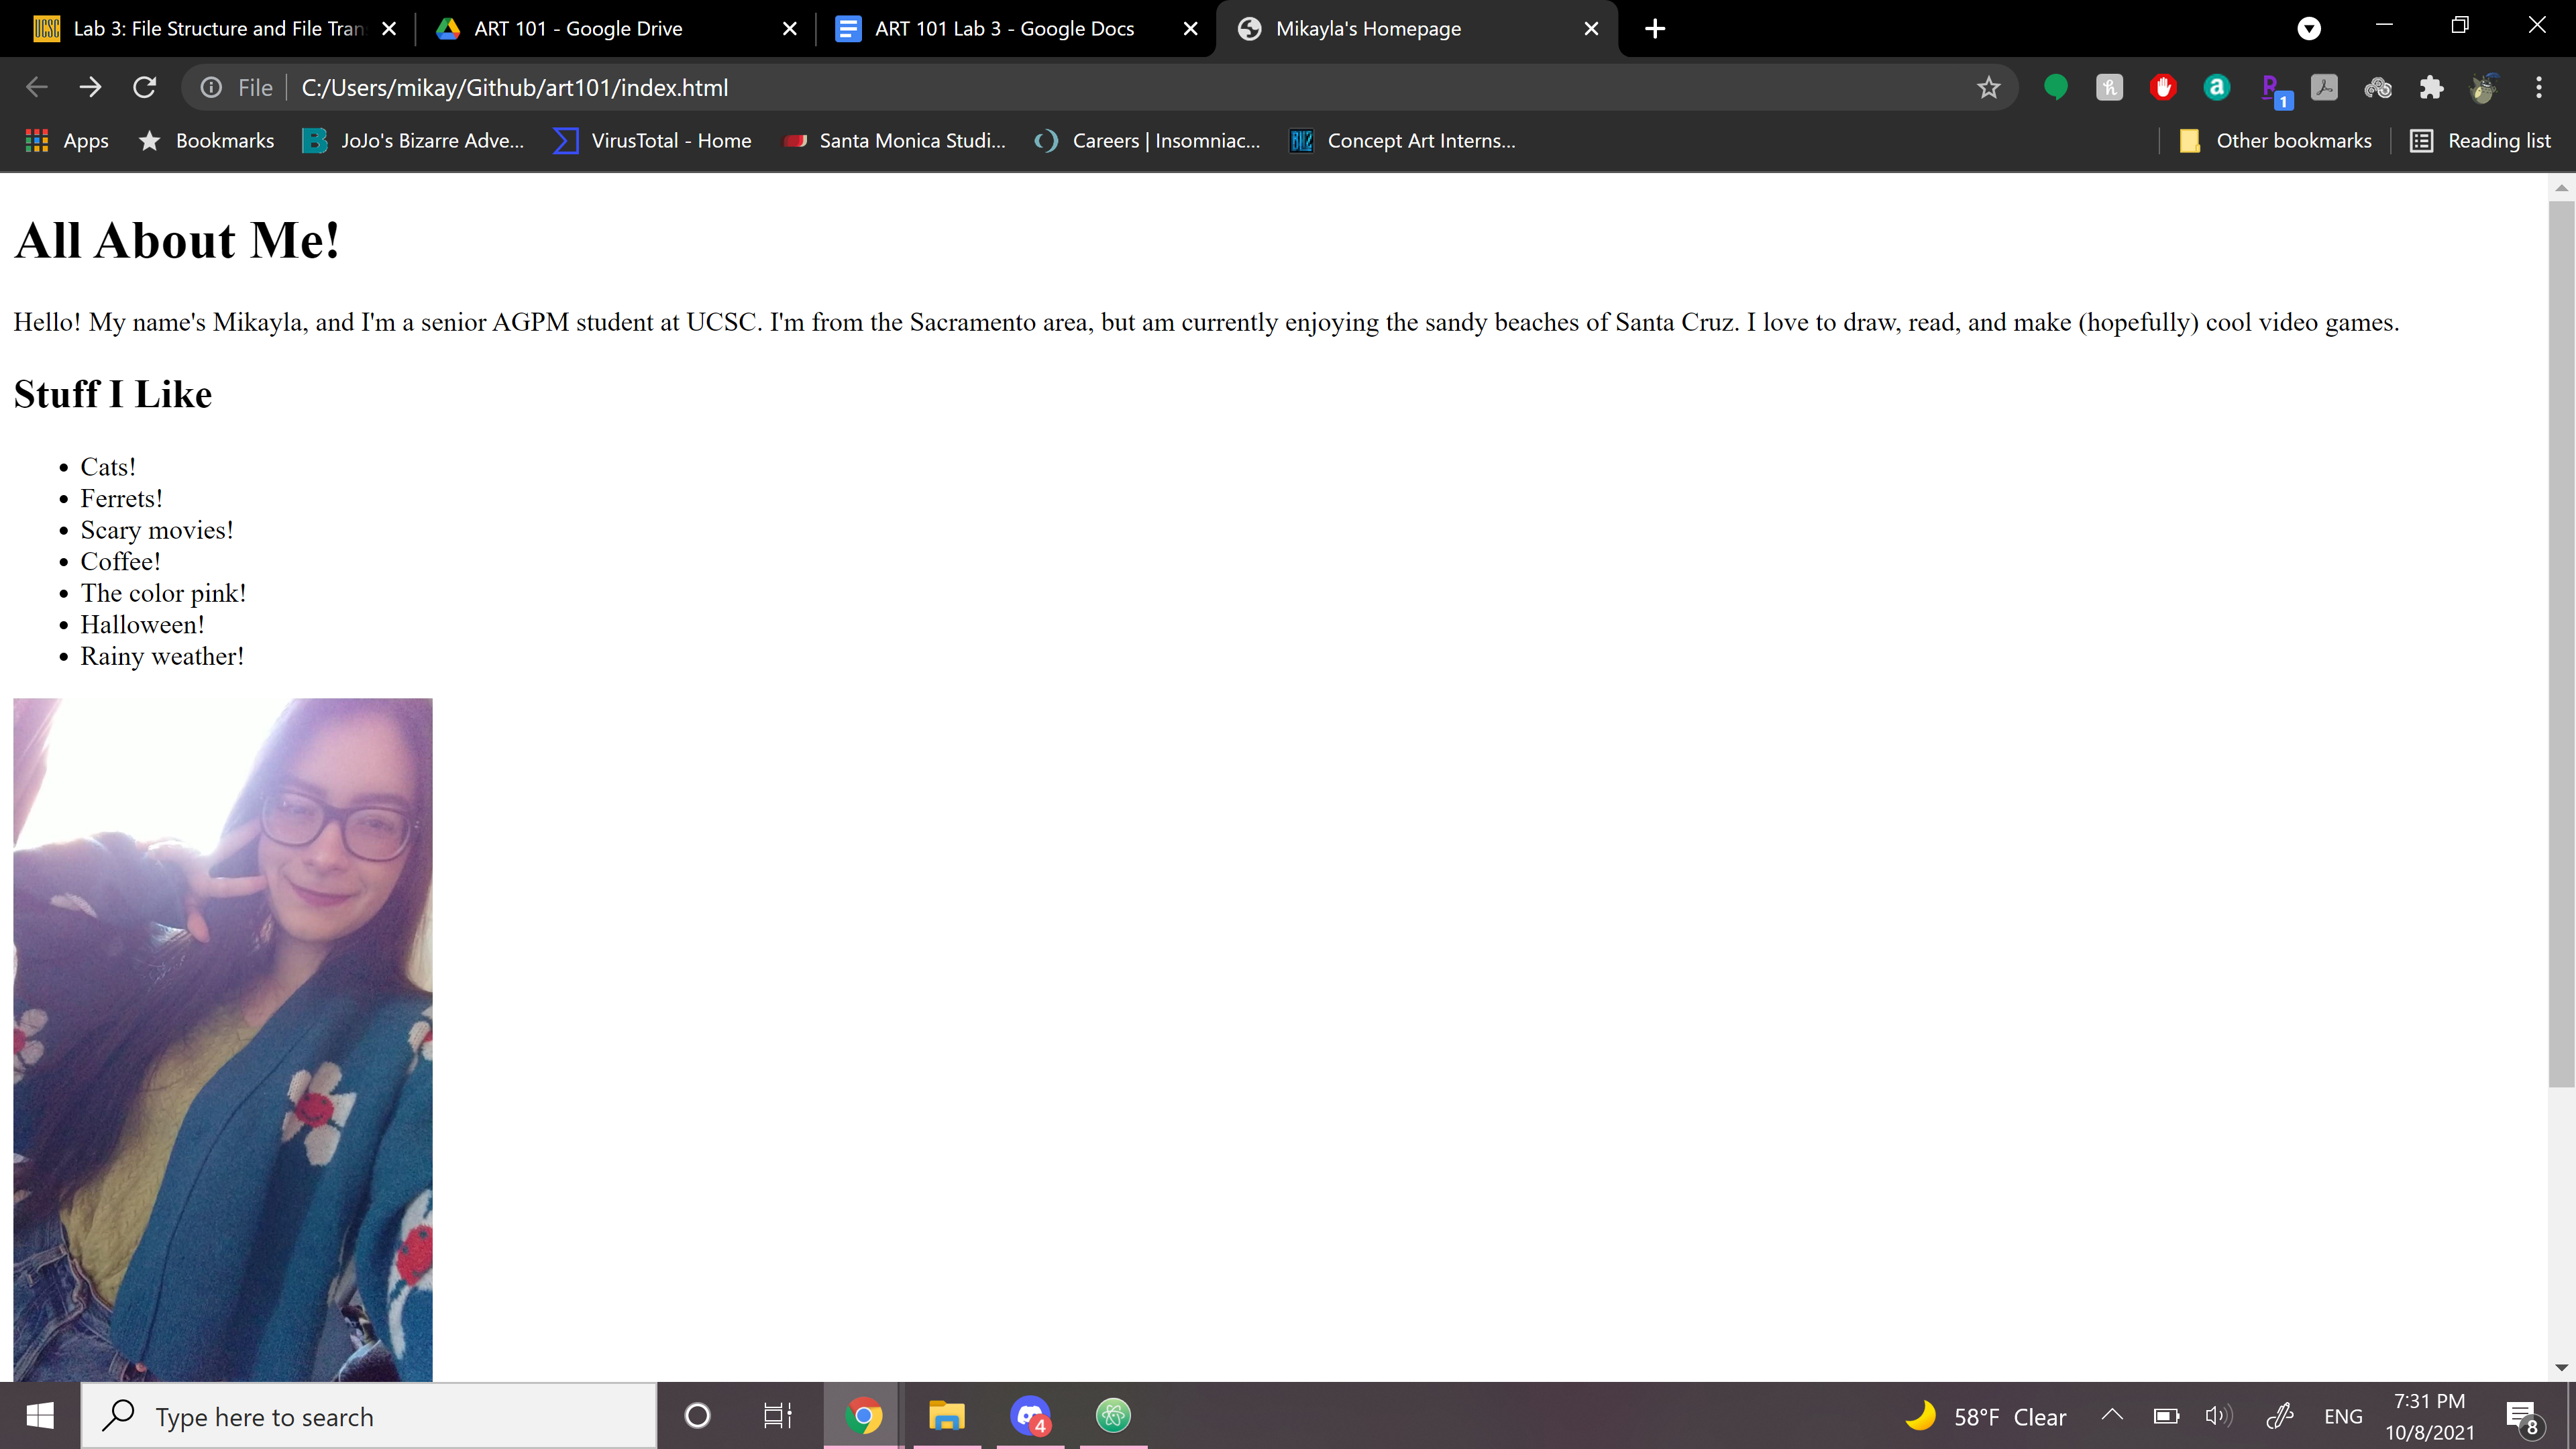 UCSC Lab 3: File Structure and File Tran
ART 101 - Google Drive
ART 101 Lab 3 - Google Docs
Mikayla's Homepage
File C:/Users/mikay/Github/art101/index.html
h a R 1
Apps Bookmarks B JoJo's Bizarre Adve... VirusTotal - Home Santa Monica Studi... Careers | Insomniac... Concept Art Interns... Other bookmarks Reading list
All About Me!
Hello! My name's Mikayla, and I'm a senior AGPM student at UCSC. I'm from the Sacramento area, but am currently enjoying the sandy beaches of Santa Cruz. I love to draw, read, and make (hopefully) cool video games.
Stuff I Like
• Cats!
• Ferrets!
• Scary movies!
• Coffee!
• The color pink!
• Halloween!
• Rainy weather!
Type here to search
4
58°F Clear
ENG
7:31 PM
10/8/2021
8